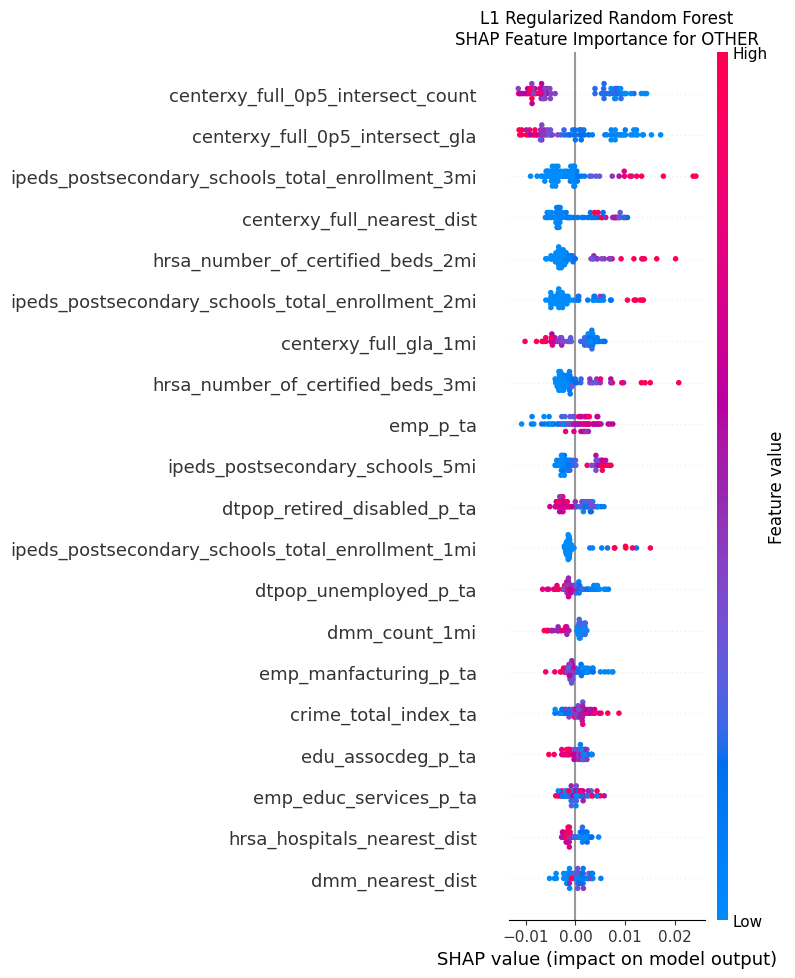 L1 Regularized Random Forest
SHAP Feature Importance for OTHER
High
centerxy_full_0p5_intersect_count
centerxy_full_0p5_intersect_gla
ipeds_postsecondary_schools_total_enrollment_3mi
centerxy_full_nearest_dist
hrsa_number_of_certified_beds_2mi
ipeds_postsecondary_schools_total_enrollment_2mi
centerxy_full_gla_1mi
hrsa_number_of_certified_beds_3mi
emp_p_ta
ipeds_postsecondary_schools_5mi
dtpop_retired_disabled_p_ta
ipeds_postsecondary_schools_total_enrollment_1mi
dtpop_unemployed_p_ta
dmm_count_1mi
emp_manfacturing_p_ta
crime_total_index_ta
edu_assocdeg_p_ta
emp_educ_services_p_ta
hrsa_hospitals_nearest_dist
dmm_nearest_dist
Feature value
Low
−0.01 0.00 0.01 0.02
SHAP value (impact on model output)